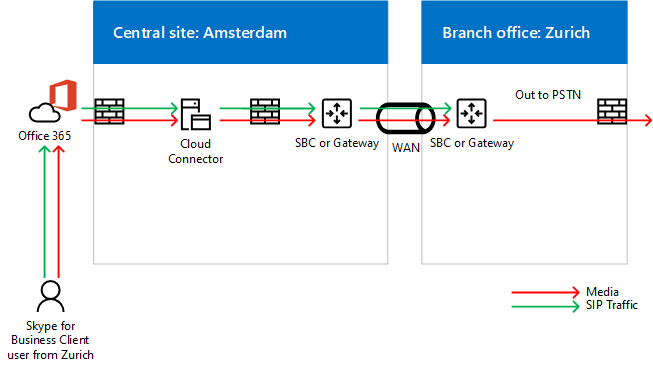 Central site: Amsterdam
Branch office: Zurich
Out to PSTN
Office 365
Cloud
Connector
SBC or Gateway
WAN
SBC or Gateway
Media
SIP Traffic
Skype for
Business Client
user from Zurich